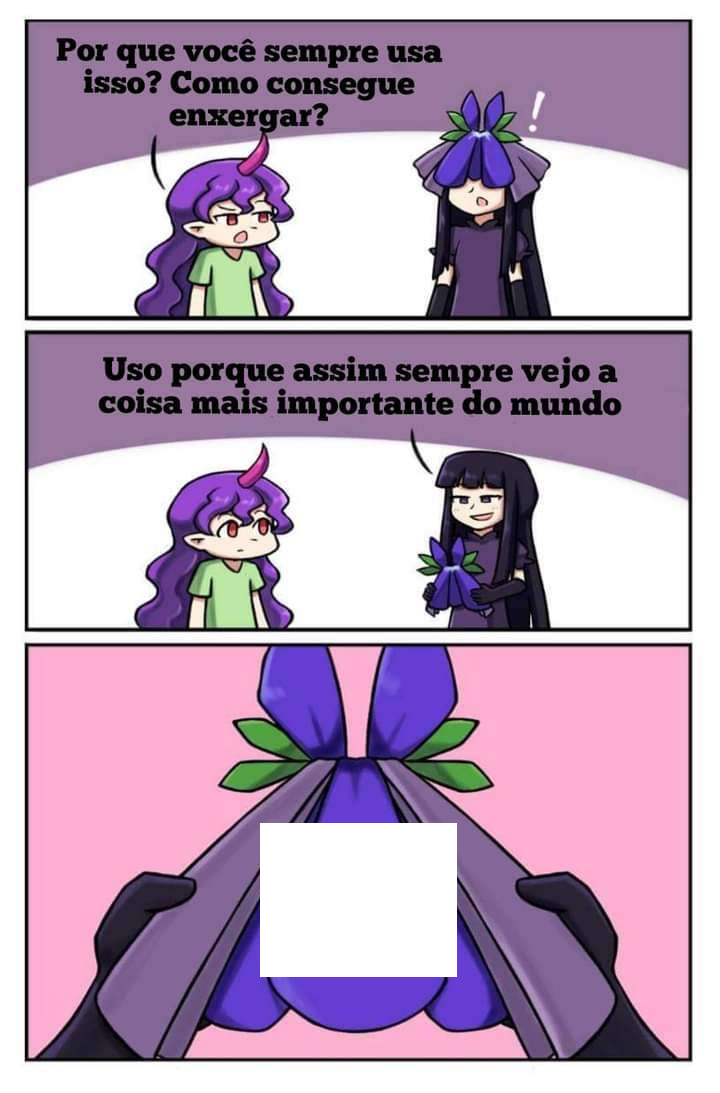 Por que você sempre usa
isso? Como consegue
enxergar?
!
Uso porque assim sempre vejo a
coisa mais importante do mundo